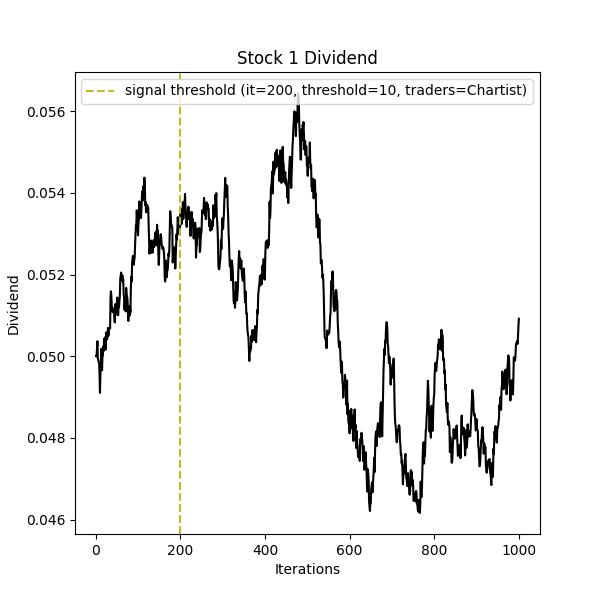 Stock 1 Dividend
signal threshold (it=200, threshold=10, traders=Chartist)
0.056
0.054
0.052
0.050
0.048
0.046
Dividend
0 200 400 600 800 1000
Iterations